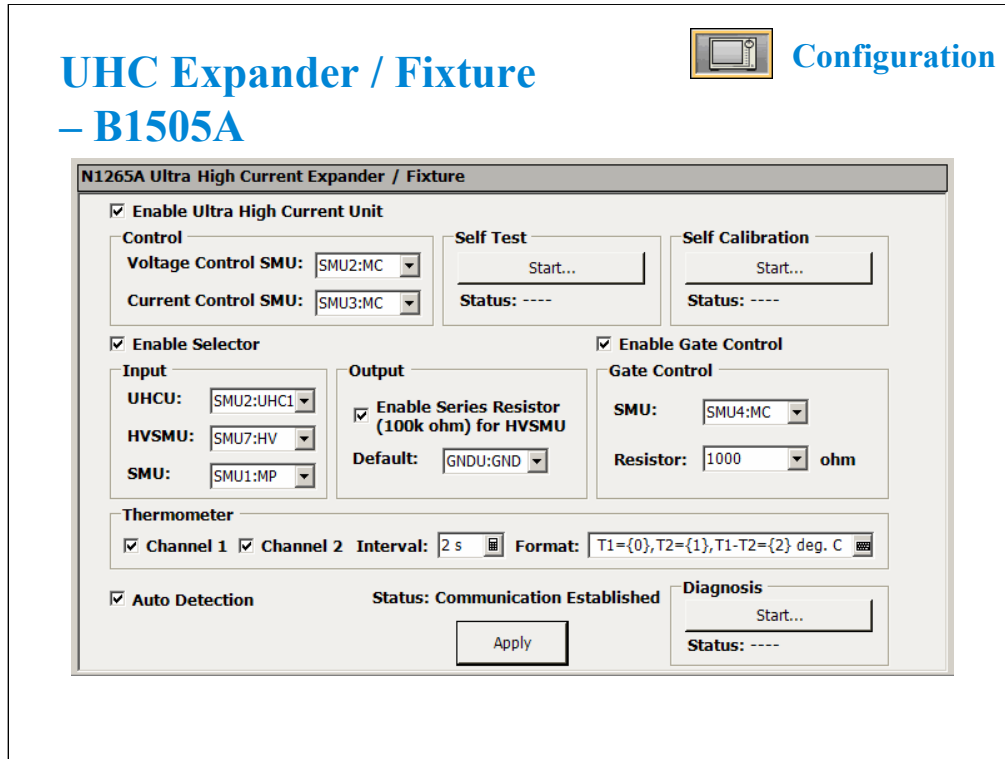 UHC Expander / Fixture
– B1505A
Configuration
N1265A Ultra High Current Expander / Fixture
Enable Ultra High Current Unit
Control
Voltage Control SMU: SMU2:MC
Current Control SMU: SMU3:MC
Self Test
Start...
Status: ----
Self Calibration
Start...
Status: ----
Enable Selector
Enable Gate Control
Input
UHCU: SMU2:UHC1
HVSMU: SMU7:HV
SMU: SMU1:MP
Output
Enable Series Resistor
(100k ohm) for HVSMU
Default: GNDU:GND
Gate Control
SMU: SMU4:MC
Resistor: 1000 ohm
Thermometer
Channel 1 Channel 2 Interval: 2 s Format: T1={0},T2={1},T1-T2={2} deg. C
Auto Detection
Status: Communication Established
Apply
Diagnosis
Start...
Status: ----